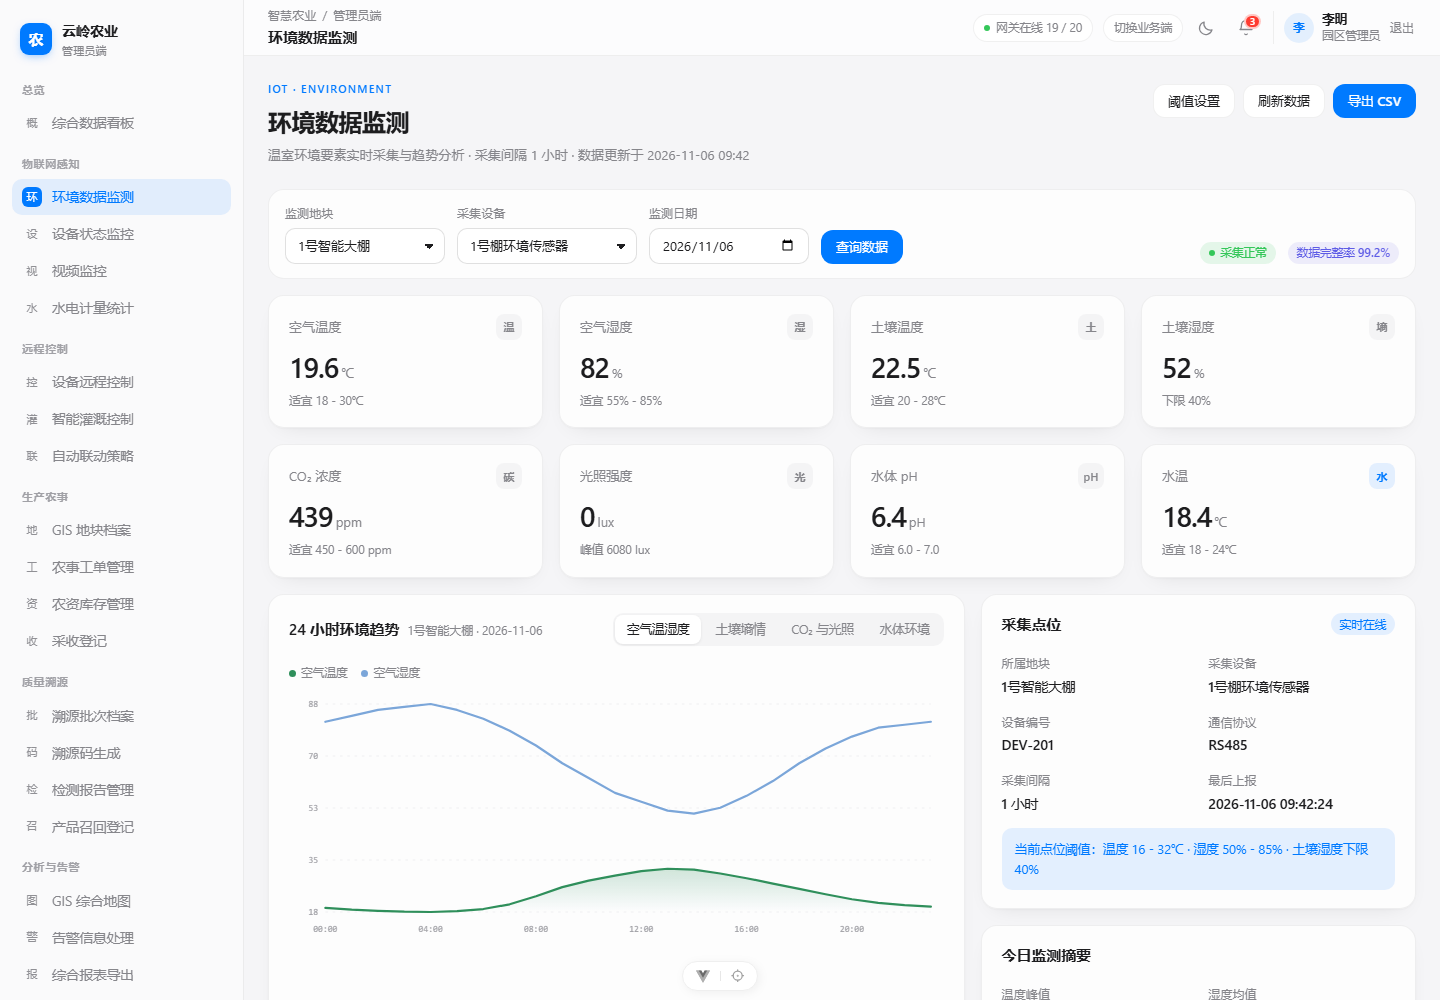 农
云岭农业
管理员端
总览
概 综合数据看板
物联网感知
环 环境数据监测
设 设备状态监控
视 视频监控
水 水电计量统计
远程控制
控 设备远程控制
灌 智能灌溉控制
联 自动联动策略
生产农事
地 GIS 地块档案
工 农事工单管理
资 农资库存管理
收 采收登记
质量溯源
批 溯源批次档案
码 溯源码生成
检 检测报告管理
召 产品召回登记
分析与告警
图 GIS 综合地图
警 告警信息处理
报 综合报表导出
智慧农业 / 管理员端
环境数据监测
网关在线 19 / 20
切换业务端
3
李
李明
园区管理员
退出
IOT · ENVIRONMENT
环境数据监测
温室环境要素实时采集与趋势分析 · 采集间隔 1 小时 · 数据更新于 2026-11-06 09:42
阈值设置
刷新数据
导出 CSV
监测地块
1号智能大棚
采集设备
1号棚环境传感器
监测日期
2026/11/06
查询数据
采集正常
数据完整率 99.2%
空气温度 温
19.6 °C
适宜 18 - 30°C
空气湿度 湿
82 %
适宜 55% - 85%
土壤温度 土
22.5 °C
适宜 20 - 28°C
土壤湿度 墒
52 %
下限 40%
CO₂ 浓度 碳
439 ppm
适宜 450 - 600 ppm
光照强度 光
0 lux
峰值 6080 lux
水体 pH pH
6.4 pH
适宜 6.0 - 7.0
水温 水
18.4 °C
适宜 18 - 24°C
24 小时环境趋势 1号智能大棚 · 2026-11-06
空气温湿度 土壤墒情 CO₂ 与光照 水体环境
空气温度 空气湿度
88
70
53
35
18
00:00 04:00 08:00 12:00 16:00 20:00
采集点位
实时在线
所属地块
1号智能大棚
采集设备
1号棚环境传感器
设备编号
DEV-201
通信协议
RS485
采集间隔
1 小时
最后上报
2026-11-06 09:42:24
当前点位阈值：温度 16 - 32°C · 湿度 50% - 85% · 土壤湿度下限
40%
今日监测摘要
温度峰值
湿度均值